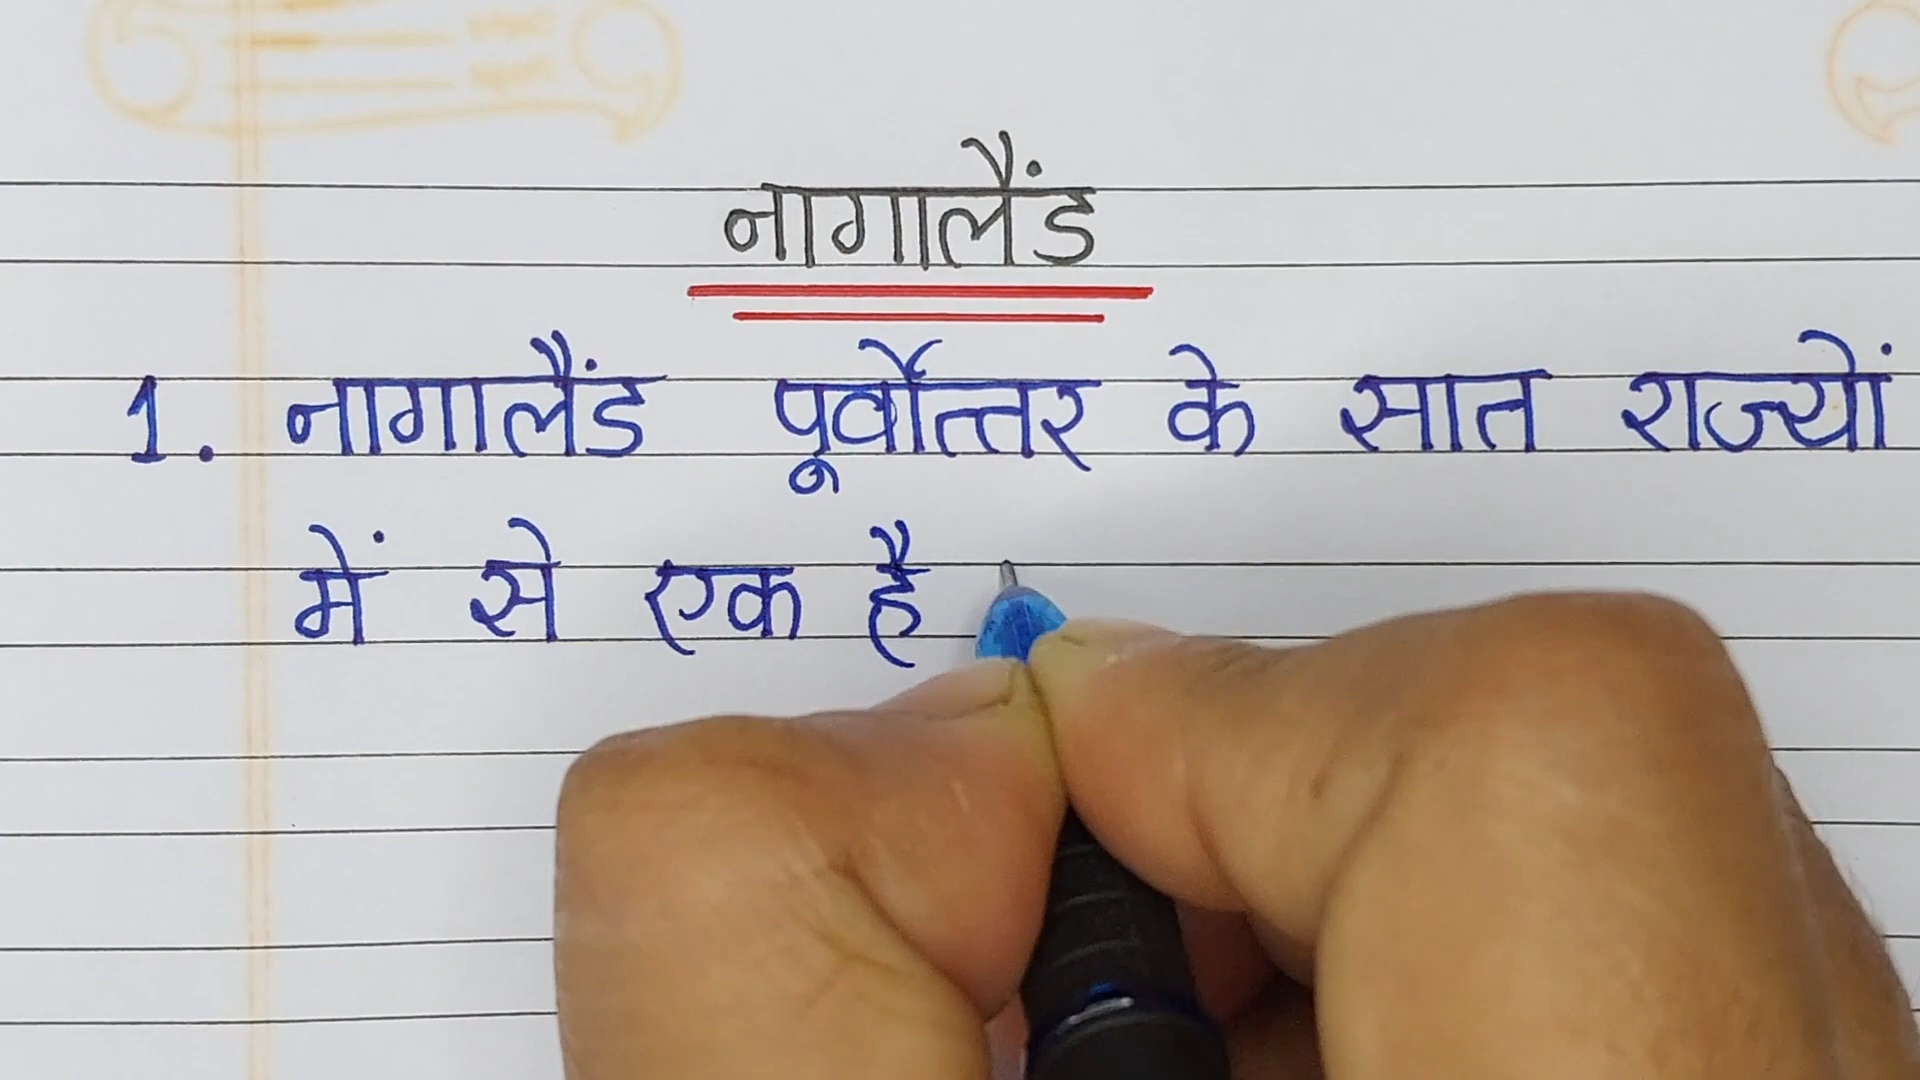 नागालैंड
1. नागालैंड पूर्वोत्तर के सात राज्यों
में से एक है